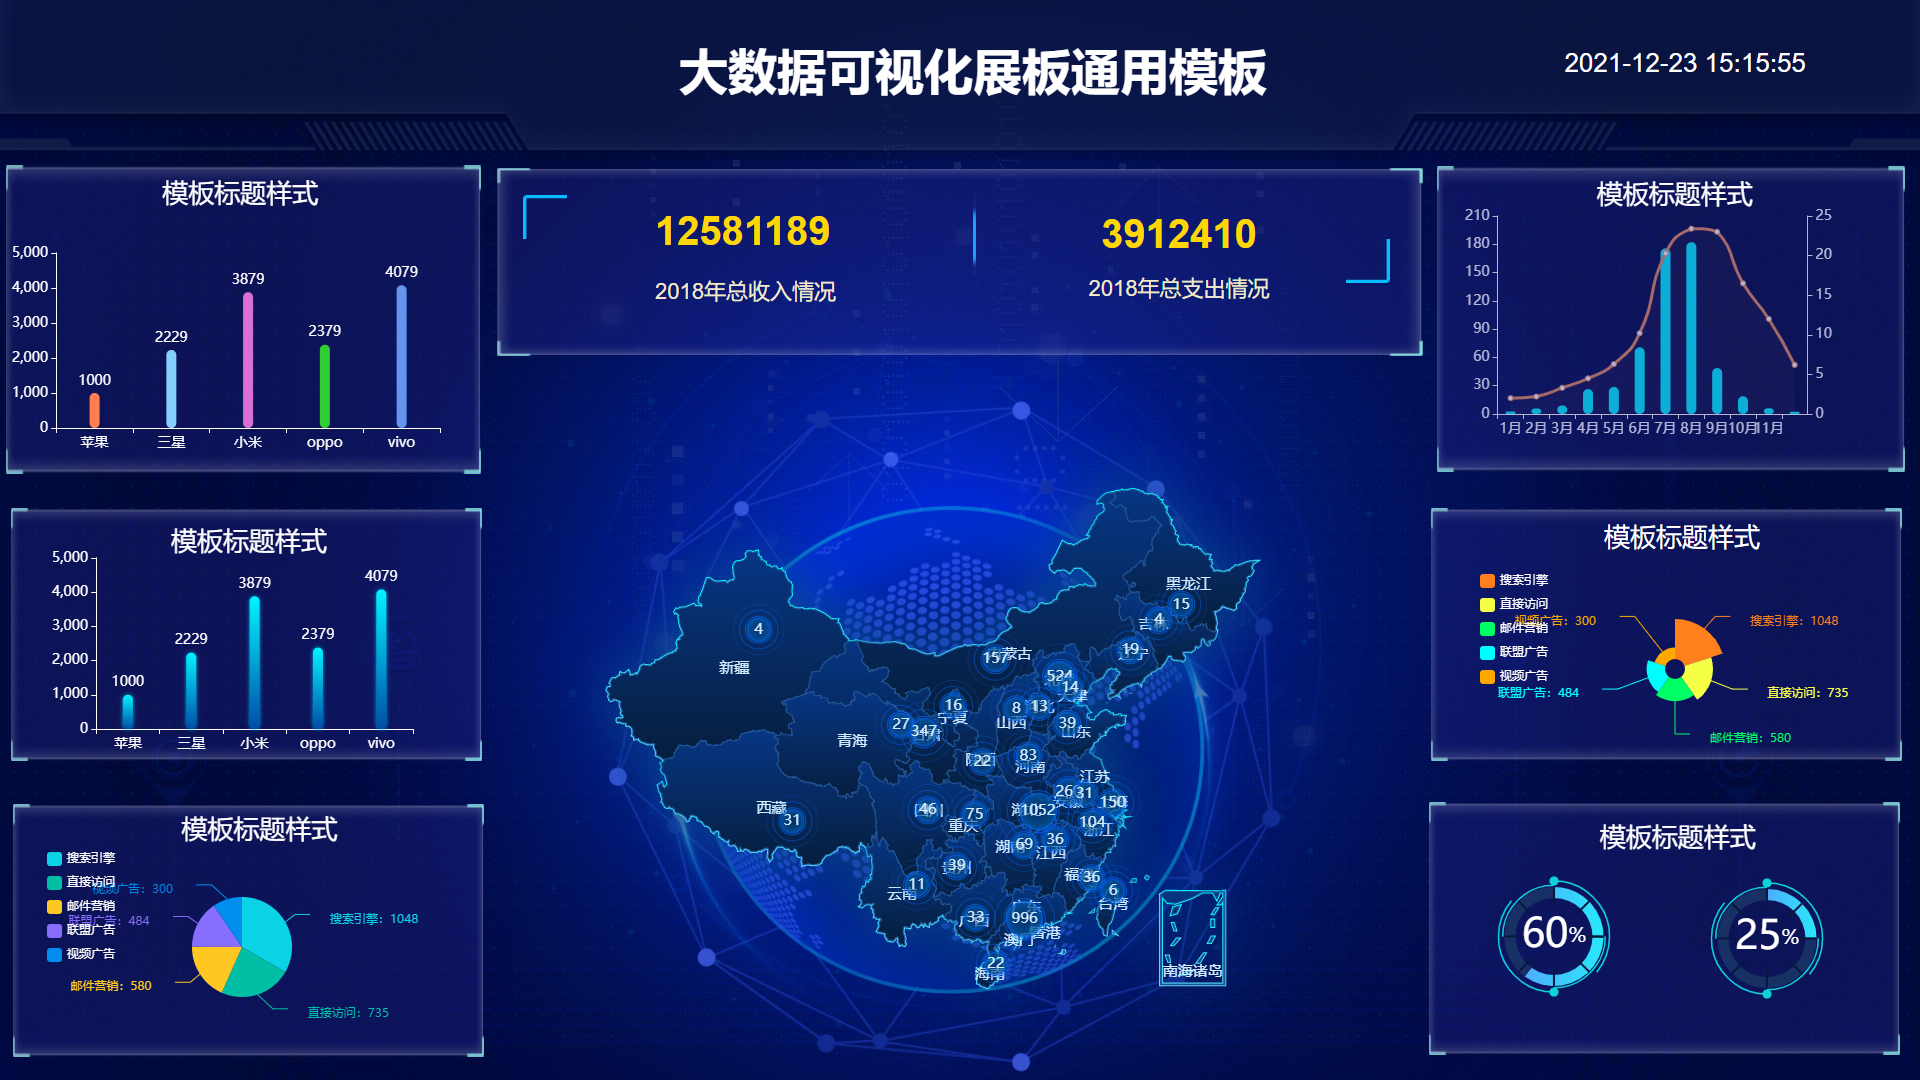 大数据可视化展板通用模板
2021-12-23 15:15:55
模板标题样式
5,000
4,000
3,000
2,000
1,000
0
1000
2229
3879
2379
4079
苹果
三星
小米
oppo
vivo
12581189
2018年总收入情况
3912410
2018年总支出情况
模板标题样式
210
180
150
120
90
60
30
0
25
20
15
10
5
0
1月 2月 3月 4月 5月 6月 7月 8月 9月 10月 11月
模板标题样式
5,000
4,000
3,000
2,000
1,000
0
1000
2229
3879
2379
4079
苹果
三星
小米
oppo
vivo
模板标题样式
搜索引擎
直接访问
邮件营销
联盟广告
视频广告
视频广告：300
联盟广告：484
邮件营销：580
搜索引擎：1048
直接访问：735
黑龙江
15
4
吉林
19
辽宁
4
新疆
157
内蒙古
524
14
天津
16
宁夏
8
13
山西
39
山东
27
347
青海
22
83
河南
江苏
26
31
150
西藏
31
46
75
重庆
1052
104
浙江
湖南
69
36
江西
39
贵州
福建
36
11
云南
6
台湾
33
广西
广东
996
澳门
香港
22
海南
南海诸岛
模板标题样式
搜索引擎
直接访问
邮件营销
联盟广告
视频广告
视频广告：300
联盟广告：484
搜索引擎：1048
直接访问：735
邮件营销：580
模板标题样式
60%
25%